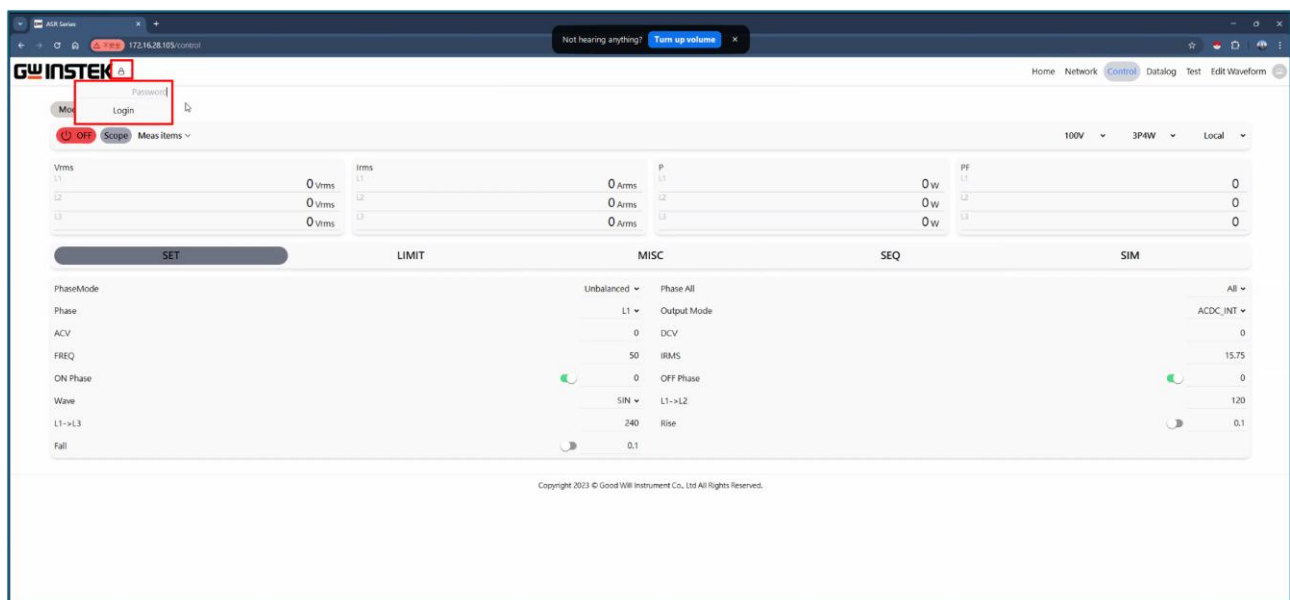 ASR Series
不安全 172.16.28.105/control
Not hearing anything? Turn up volume
GWINSTEK
Home Network Control Datalog Test Edit Waveform
Password
Login
OFF Scope Meas items
100V 3P4W Local
Vrms Irms P PF
L1 0 Vrms L1 0 Arms L1 0 W L1 0
L2 0 Vrms L2 0 Arms L2 0 W L2 0
L3 0 Vrms L3 0 Arms L3 0 W L3 0
SET LIMIT MISC SEQ SIM
PhaseMode Unbalanced Phase All All
Phase L1 Output Mode ACDC_INT
ACV 0 DCV 0
FREQ 50 IRMS 15.75
ON Phase 0 OFF Phase 0
Wave SIN L1->L2 120
L1->L3 240 Rise 0.1
Fall 0.1
Copyright 2023 © Good Will Instrument Co., Ltd All Rights Reserved.